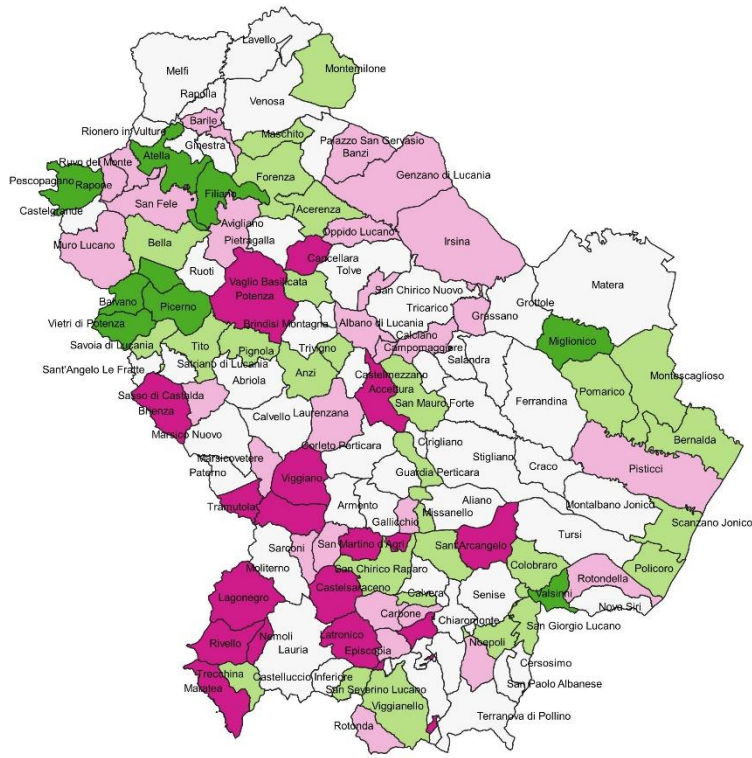 Lavello
Montemilone
Melfi
Rapolla
Venosa
Barile
Rionero in Vulture
Maschito
Ginestra
Palazzo San Gervasio
Banzi
Ruvo del Monte
Atella
Genzano di Lucania
Pescopagano
Rapone
Filiano
Forenza
Castelgrande
San Fele
Acerenza
Avigliano
Oppido Lucano
Muro Lucano
Bella
Pietragalla
Irsina
Cancellara
Ruoti
Tolve
Vaglio Basilicata
Potenza
Matera
San Chirico Nuovo
Balvano
Picerno
Tricarico
Grottole
Grassano
Vietri di Potenza
Brindisi Montagna
Albano di Lucania
Calciano
Miglionico
Savoia di Lucania
Tito
Pignola
Trivigno
Campomaggiore
Salandra
Sant'Angelo Le Fratte
Satriano di Lucania
Anzi
Castelmezzano
Montescaglioso
Abriola
Accettura
Pomarico
Sasso di Castalda
Brienza
San Mauro Forte
Ferrandina
Calvello
Laurenzana
Marsico Nuovo
Bernalda
Corleto Perticara
Cirigliano
Stigliano
Marsicovetere
Paterno
Guardia Perticara
Craco
Pisticci
Viggiano
Aliano
Tramutola
Armento
Missanello
Montalbano Jonico
Gallicchio
Scanzano Jonico
Tursi
Sarconi
San Martino d'Agri
Sant'Arcangelo
Moliterno
San Chirico Raparo
Colobraro
Policoro
Rotondella
Castelsaraceno
Calvera
Senise
Valsinni
Lagonegro
Nova Siri
Carbone
Chiaromonte
San Giorgio Lucano
Rivello
Nemoli
Latronico
Lauria
Episcopia
Noepoli
Cersosimo
Trecchina
Castelluccio Inferiore
San Paolo Albanese
Maratea
San Severino Lucano
Viggianello
Terranova di Pollino
Rotonda